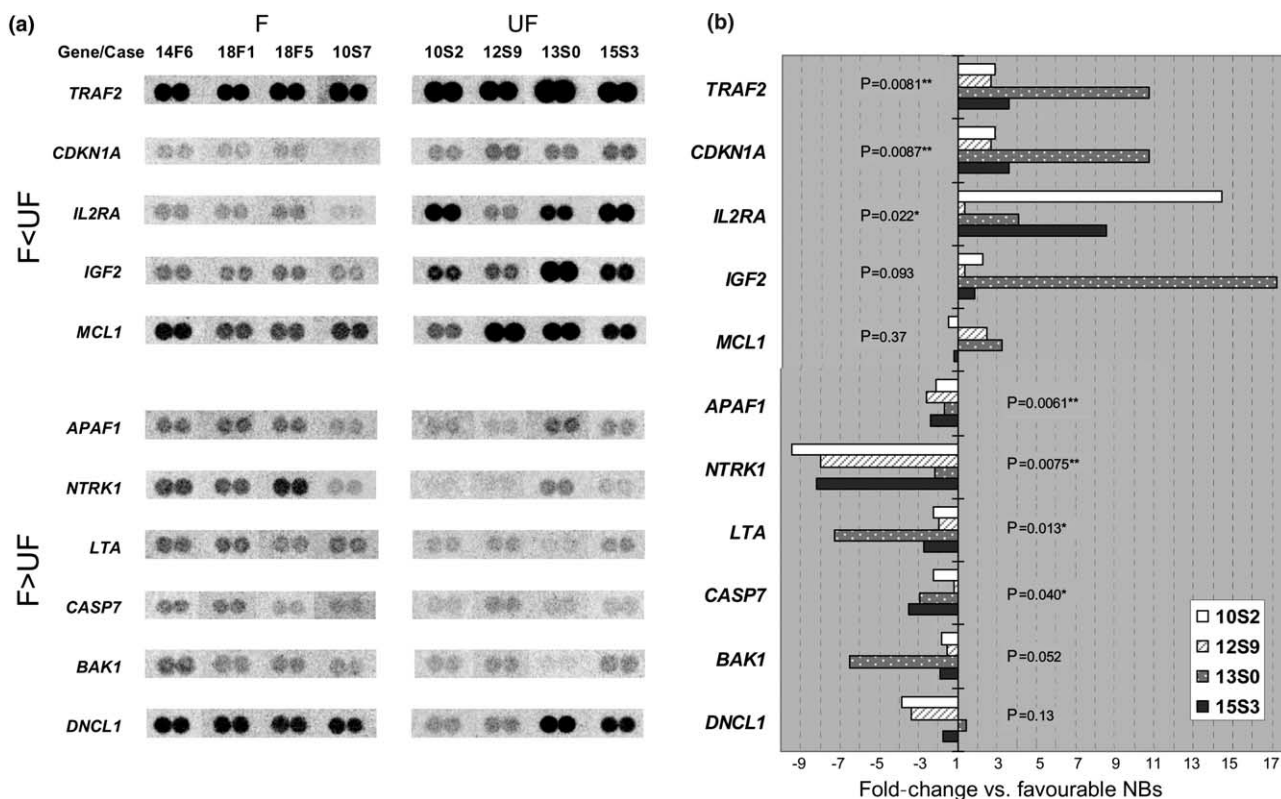 (a)
F
UF
Gene/Case 14F6 18F1 18F5 10S7 10S2 12S9 13S0 15S3
F<UF
TRAF2
CDKN1A
IL2RA
IGF2
MCL1
F>UF
APAF1
NTRK1
LTA
CASP7
BAK1
DNCL1
(b)
TRAF2 P=0.0081**
CDKN1A P=0.0087**
IL2RA P=0.022*
IGF2 P=0.093
MCL1 P=0.37
APAF1 P=0.0061**
NTRK1 P=0.0075**
LTA P=0.013*
CASP7 P=0.040*
BAK1 P=0.052
DNCL1 P=0.13
10S2
12S9
13S0
15S3
-9 -7 -5 -3 1 3 5 7 9 11 13 15 17
Fold-change vs. favourable NBs